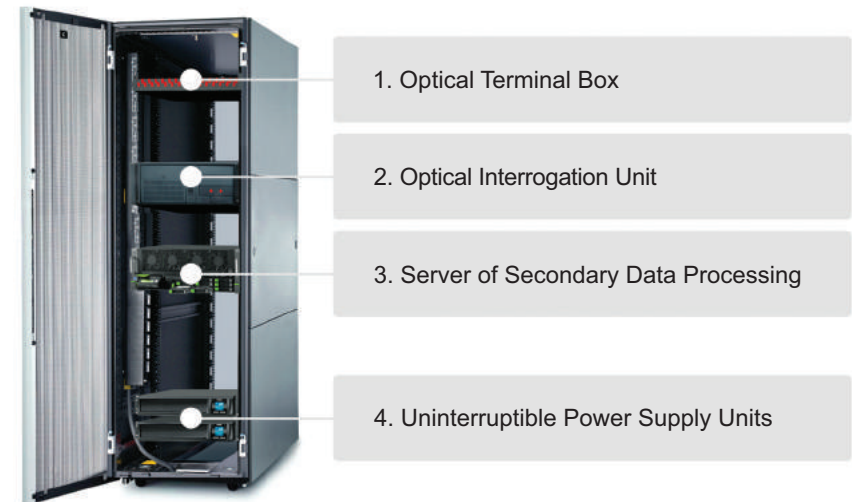 1. Optical Terminal Box
2. Optical Interrogation Unit
3. Server of Secondary Data Processing
4. Uninterruptible Power Supply Units